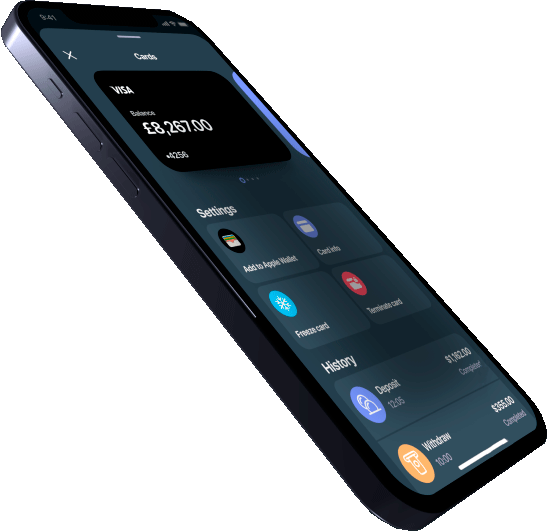 9:41
Cards
VISA
Balance
£8,267.00
•4256
Settings
Add to Apple Wallet
Card info
Freeze card
Terminate card
History
Deposit
$1,162.00
12:05
Completed
Withdraw
$355.00
10:00
Completed